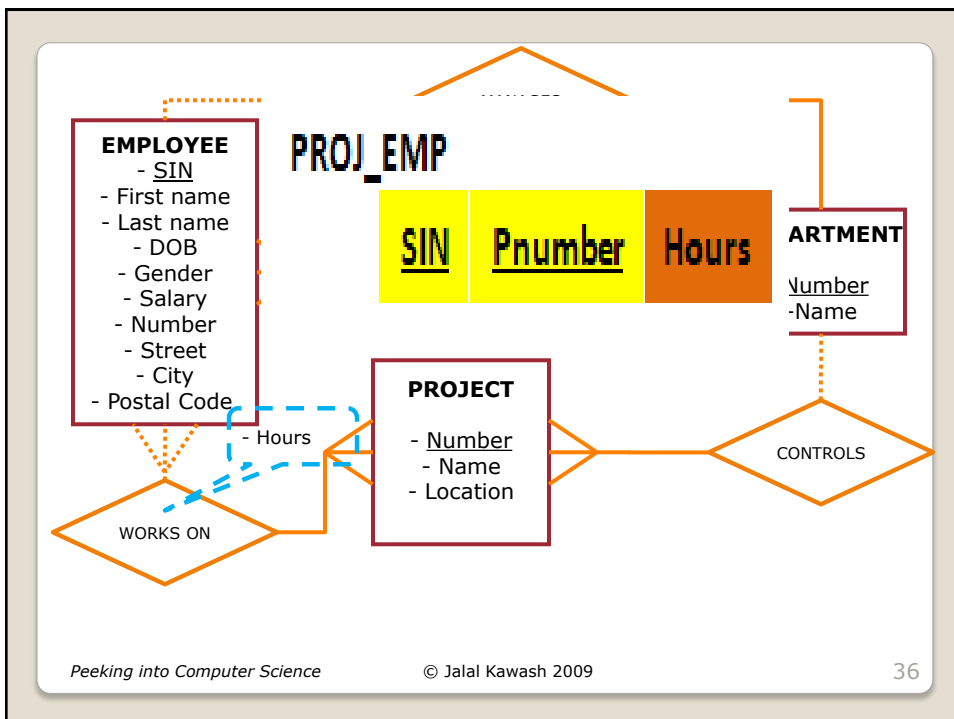 EMPLOYEE
- SIN
- First name
- Last name
- DOB
- Gender
- Salary
- Number
- Street
- City
- Postal Code
PROJ_EMP
SIN Pnumber Hours
ARTMENT
Number
-Name
- Hours
PROJECT
- Number
- Name
- Location
CONTROLS
WORKS ON
Peeking into Computer Science © Jalal Kawash 2009 36